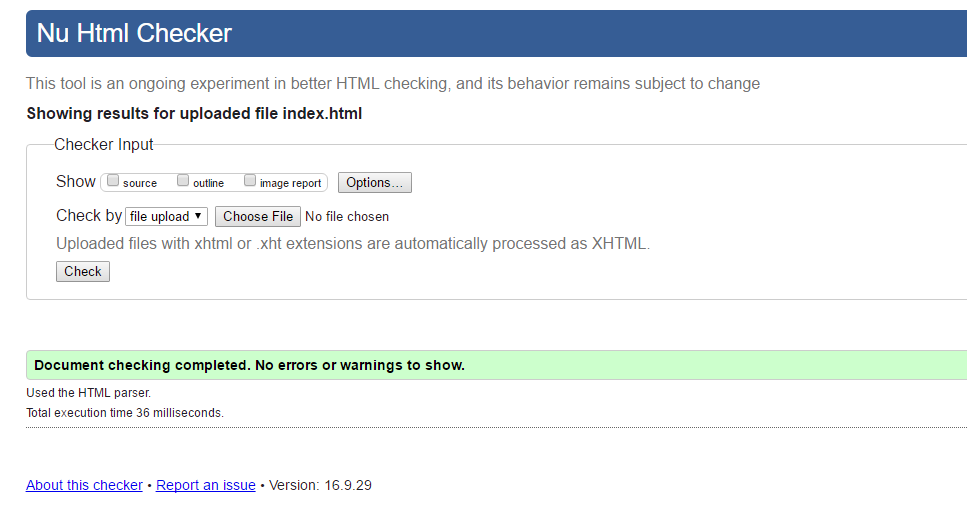 Nu Html Checker
This tool is an ongoing experiment in better HTML checking, and its behavior remains subject to change
Showing results for uploaded file index.html
Checker Input
Show source outline image report Options...
Check by file upload Choose File No file chosen
Uploaded files with xhtml or .xht extensions are automatically processed as XHTML.
Check
Document checking completed. No errors or warnings to show.
Used the HTML parser.
Total execution time 36 milliseconds.
About this checker • Report an issue • Version: 16.9.29